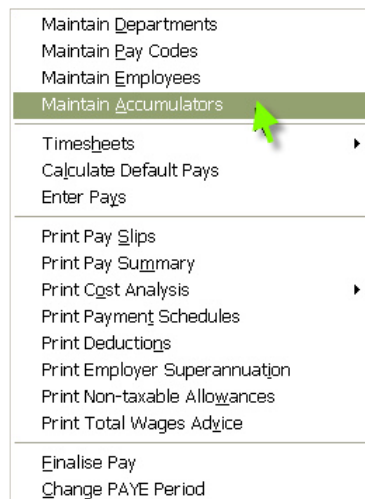 Maintain Departments
Maintain Pay Codes
Maintain Employees
Maintain Accumulators
Timesheets
Calculate Default Pays
Enter Pays
Print Pay Slips
Print Pay Summary
Print Cost Analysis
Print Payment Schedules
Print Deductions
Print Employer Superannuation
Print Non-taxable Allowances
Print Total Wages Advice
Finalise Pay
Change PAYE Period